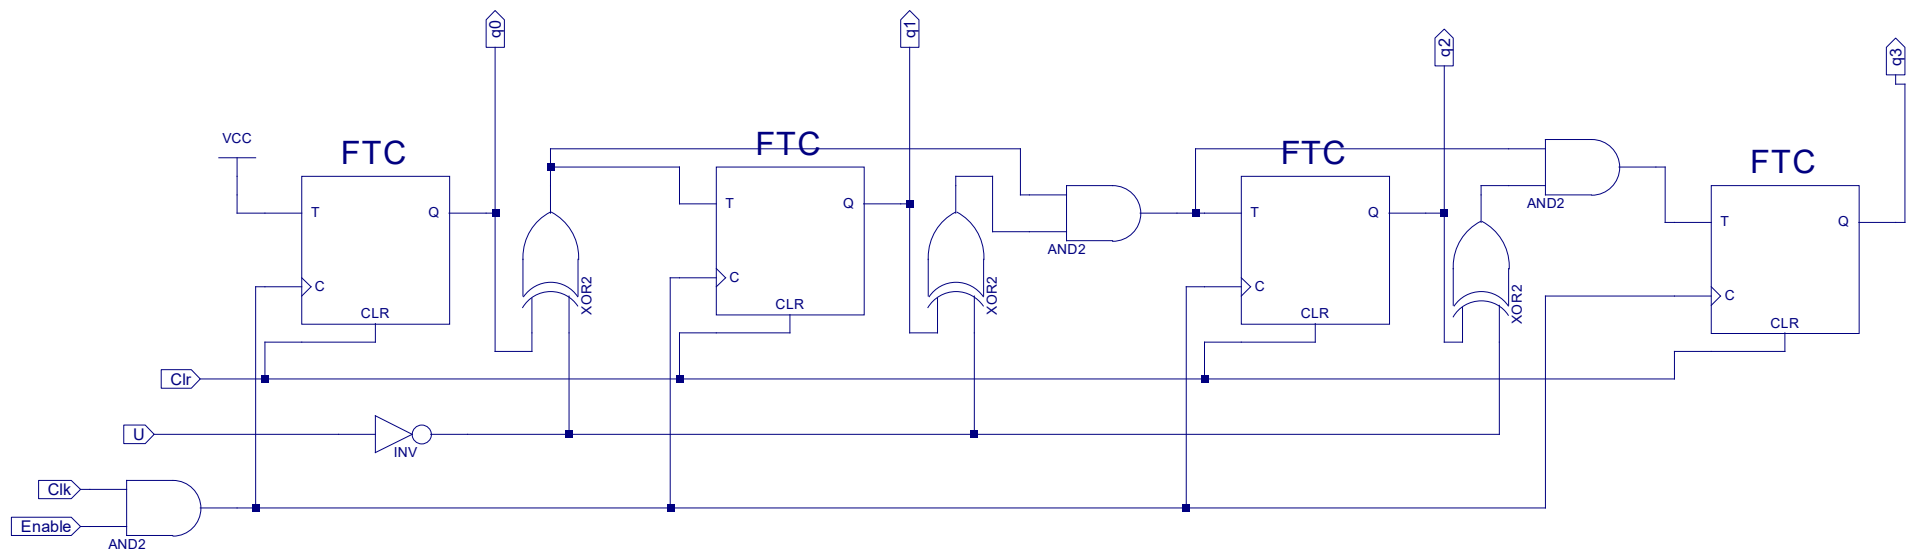 q0
q1
q2
q3
VCC
FTC
FTC
FTC
FTC
T
Q
T
Q
T
Q
T
Q
C
C
C
C
CLR
CLR
CLR
CLR
XOR2
XOR2
XOR2
AND2
AND2
Clr
U
INV
Clk
Enable
AND2